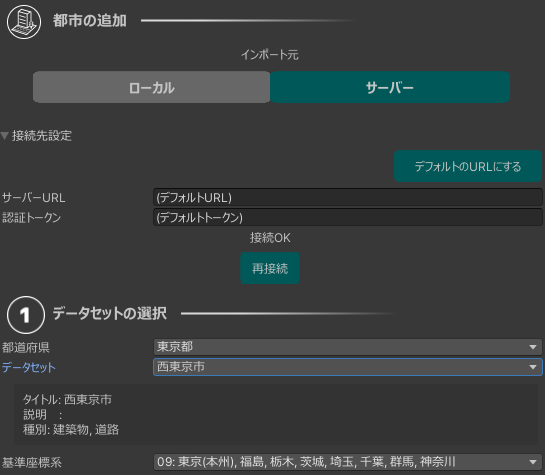 都市の追加
インポート元
ローカル
サーバー
接続先設定
デフォルトのURLにする
サーバーURL
(デフォルトURL)
認証トークン
(デフォルトトークン)
接続OK
再接続
1 データセットの選択
都道府県
東京都
データセット
西東京市
タイトル: 西東京市
説明 :
種別: 建築物, 道路
基準座標系
09: 東京(本州), 福島, 栃木, 茨城, 埼玉, 千葉, 群馬, 神奈川